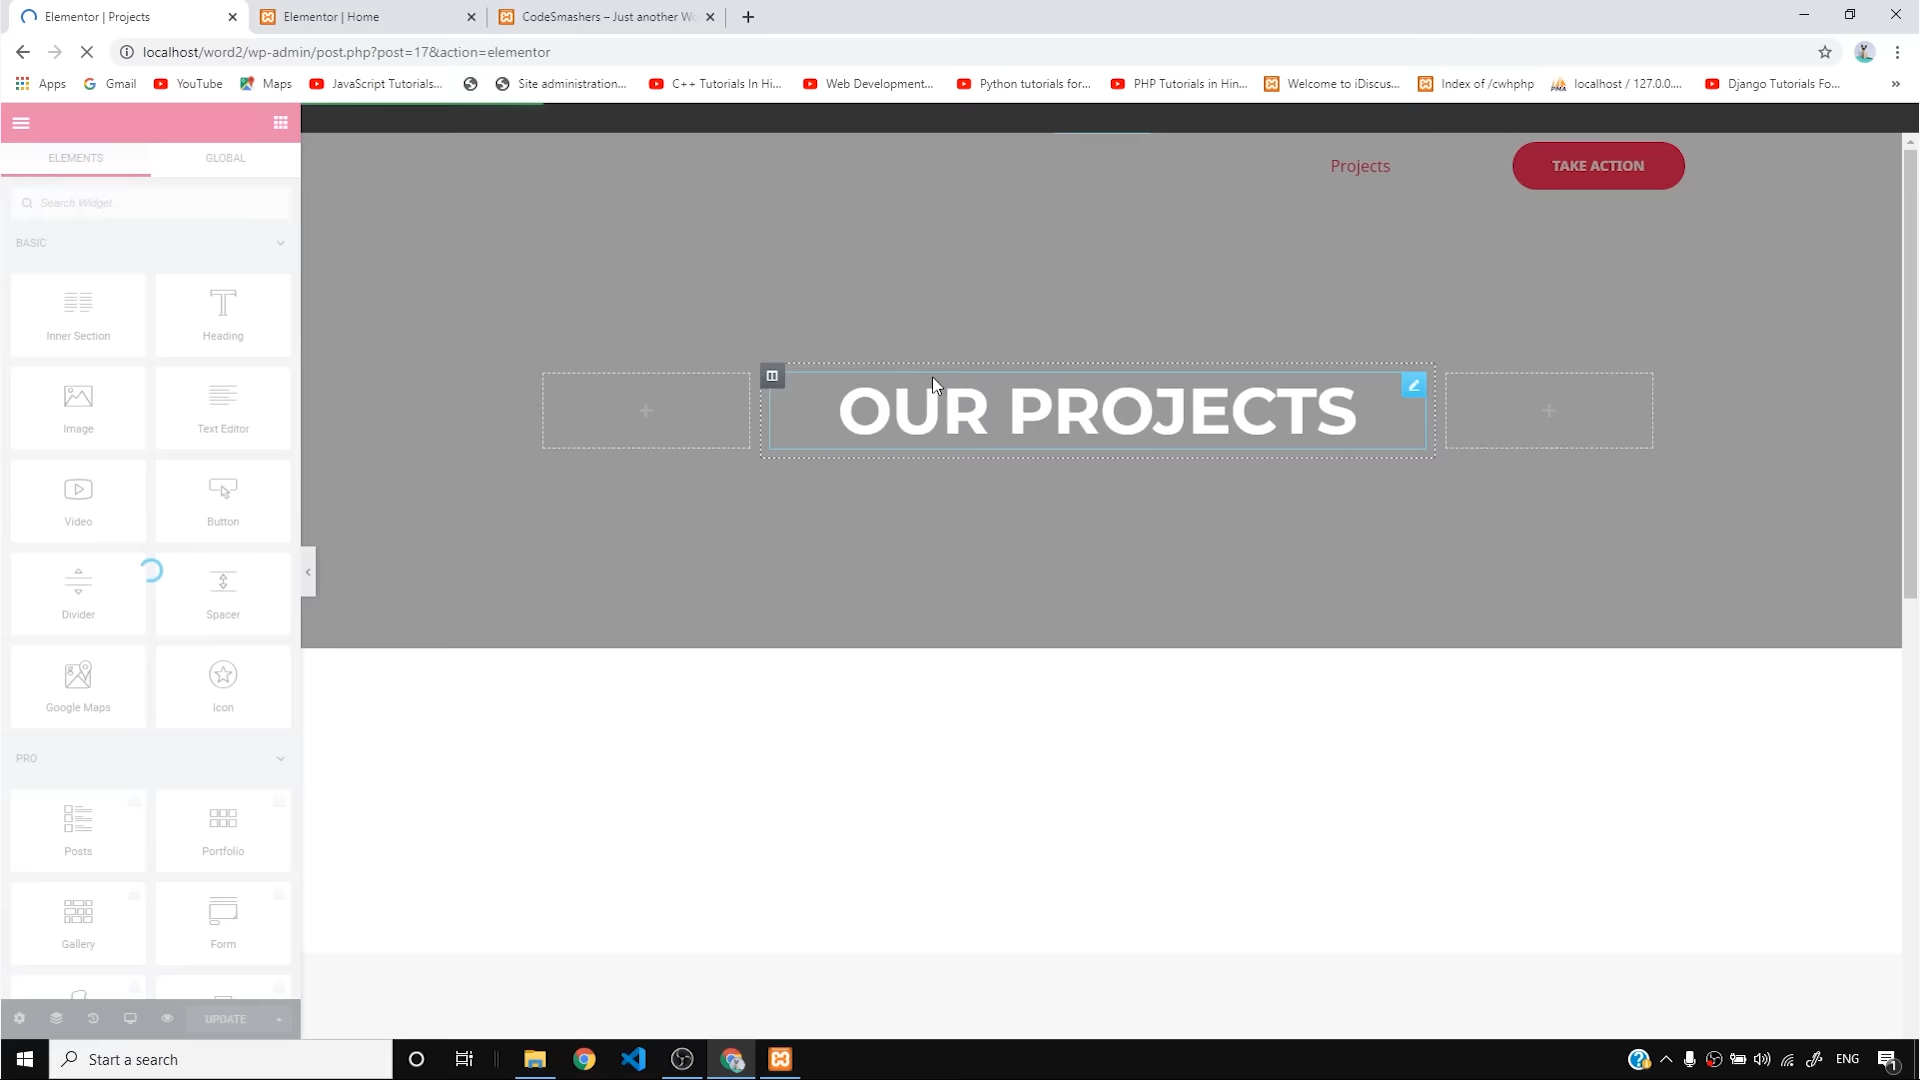 Elementor | Projects
Elementor | Home
CodeSmashers – Just another Wo
localhost/word2/wp-admin/post.php?post=17&action=elementor
Apps
Gmail
YouTube
Maps
JavaScript Tutorials...
Site administration...
C++ Tutorials In Hi...
Web Development...
Python tutorials for...
PHP Tutorials in Hin...
Welcome to iDiscus...
Index of /cwhphp
localhost / 127.0.0....
Django Tutorials Fo...
»
ELEMENTS
GLOBAL
Projects
TAKE ACTION
Search Widget...
BASIC
Inner Section
Heading
OUR PROJECTS
Image
Text Editor
Video
Button
Divider
Spacer
Google Maps
Icon
PRO
Posts
Portfolio
Gallery
Form
UPDATE
Start a search
ENG
1